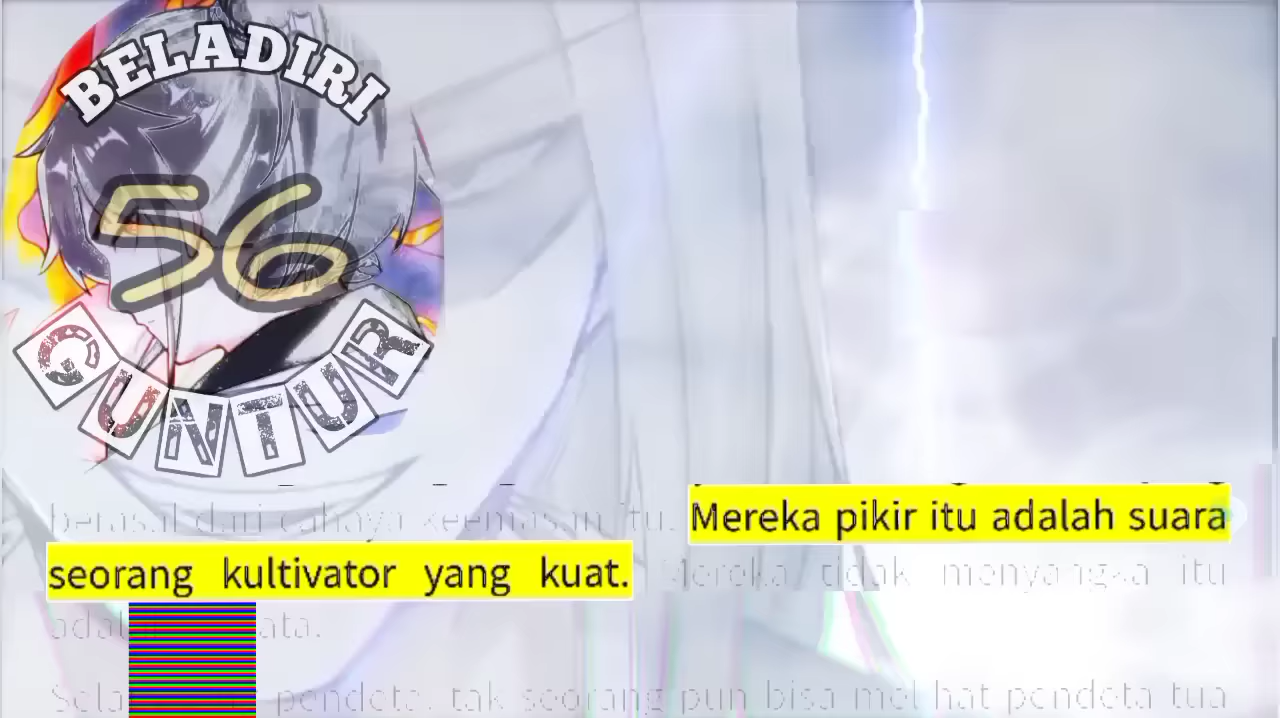 BELADIRI
56
GUNTUR
berasal dari cahaya keemasan itu. Mereka pikir itu adalah suara
seorang kultivator yang kuat. Mereka tidak menyangka itu
pendeta, tak seorang pun bisa melihat pendeta tua